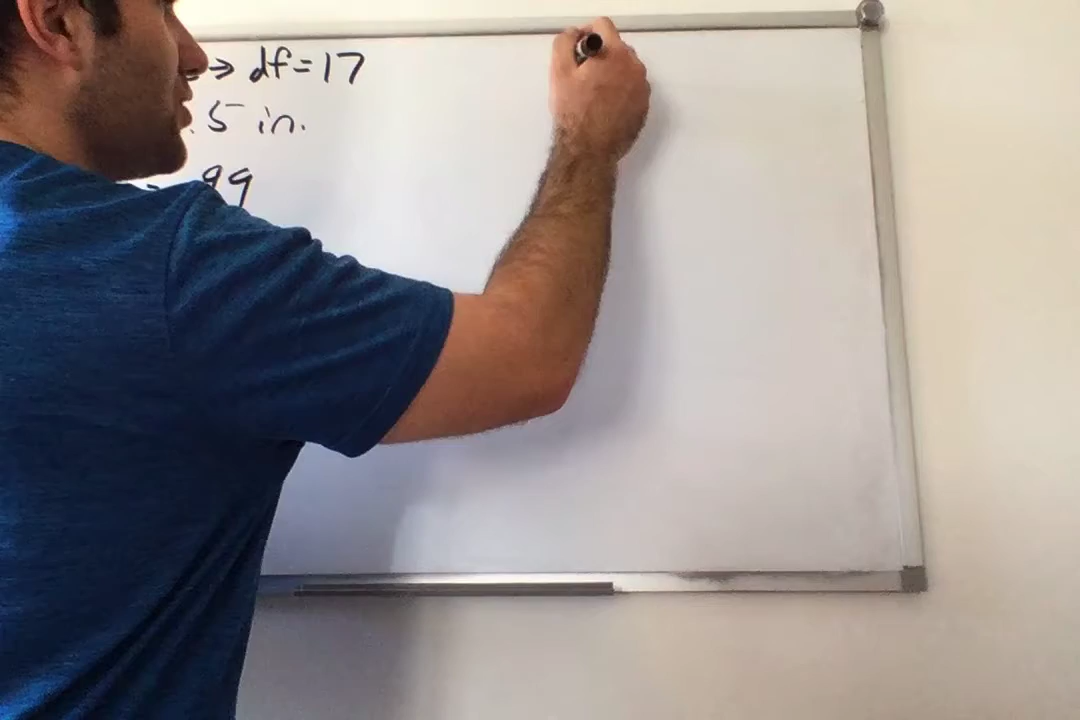 → df=17
.5 in.
.99